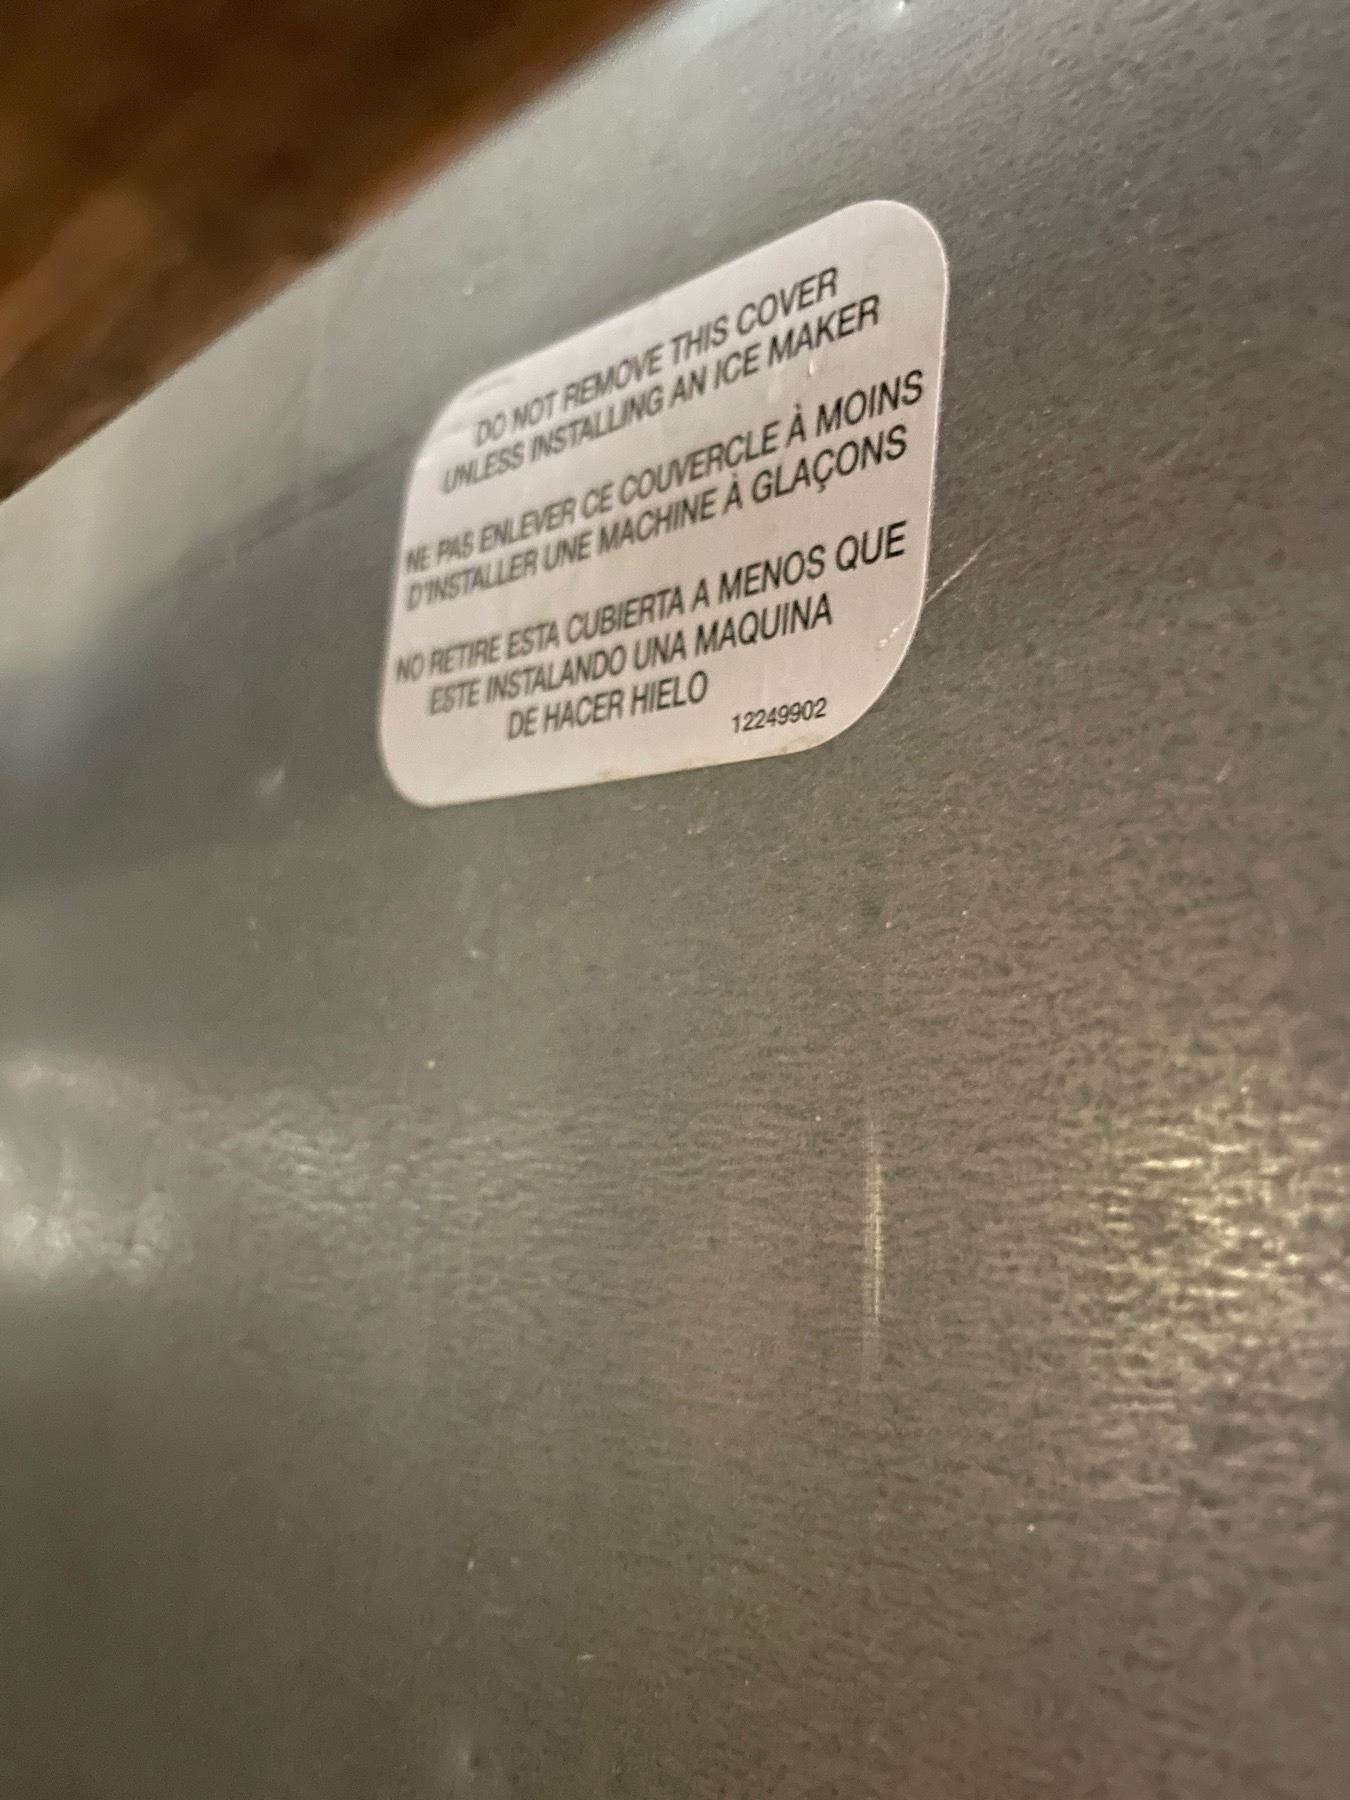 DO NOT REMOVE THIS COVER
UNLESS INSTALLING AN ICE MAKER
NE PAS ENLEVER CE COUVERCLE À MOINS
D'INSTALLER UNE MACHINE À GLAÇONS
NO RETIRE ESTA CUBIERTA A MENOS QUE
ESTE INSTALANDO UNA MAQUINA
DE HACER HIELO
12249902